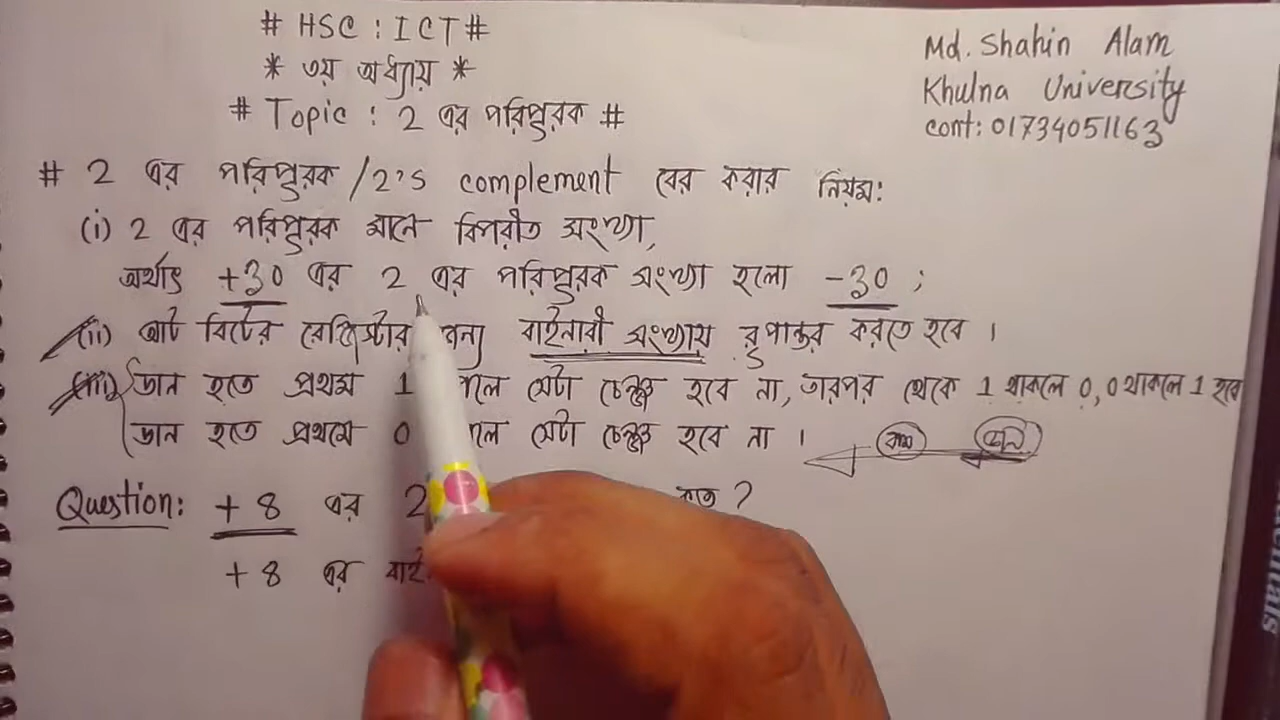 # HSC : ICT #
* ৩য় অধ্যায় *
# Topic : 2 এর পরিপুরক #
Md. Shahin Alam
Khulna University
cont: 01734051163
# 2 এর পরিপুরক /2's complement বের করার নিয়ম:
(i) 2 এর পরিপুরক মানে বিপরীত সংখ্যা,
অর্থাৎ +30 এর 2 এর পরিপুরক সংখ্যা হলো -30 ;
(ii) আট বিটের রেজিস্টার জন্য বাইনারী সংখ্যায় রুপান্তর করতে হবে ।
(iii) ডান হতে প্রথম 1 সেটা চেঞ্জ হবে না, তারপর থেকে 1 থাকলে 0, 0 থাকলে 1 হবে
ডান হতে প্রথমে 0 সেটা চেঞ্জ হবে না ।
বাম ডান
Question: + 8 এর 2 কত ?
+ 8 এর